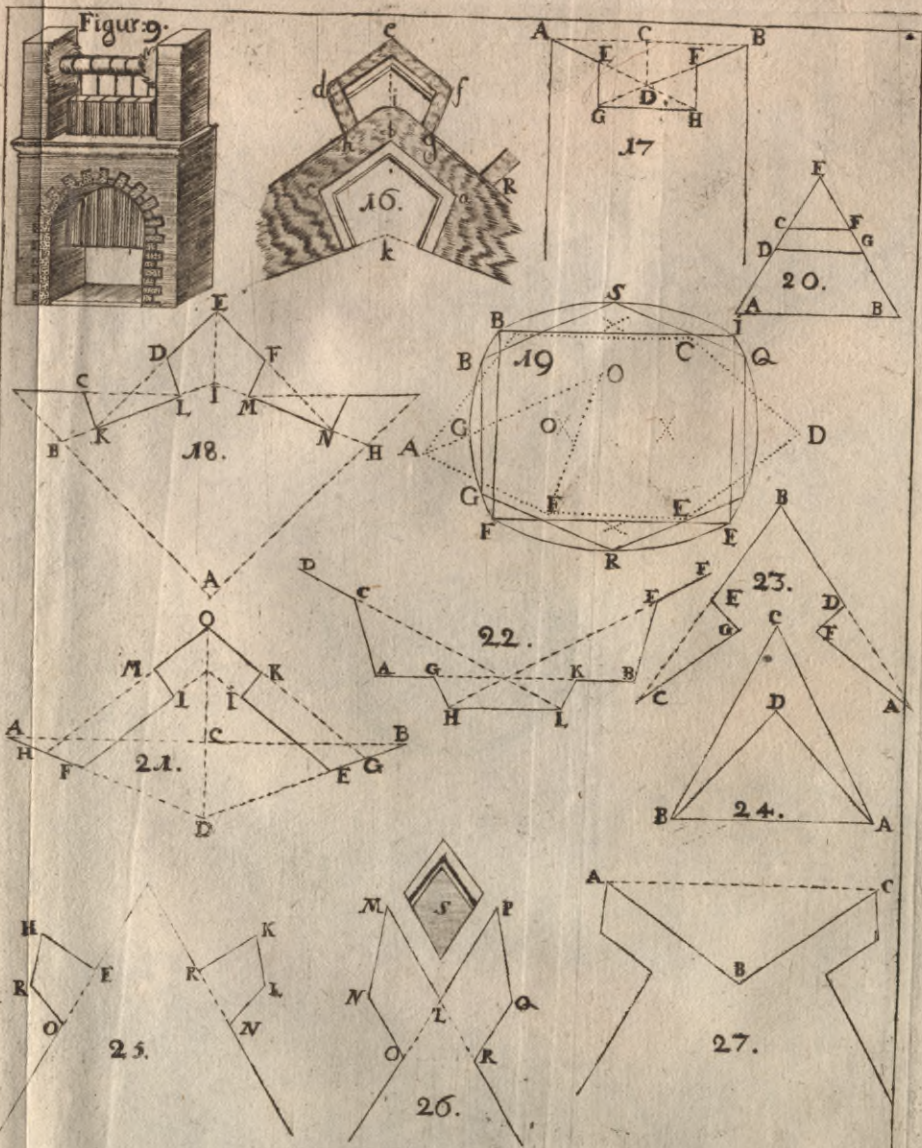 Figur:9.
e
d f
i
b
h g
c o
16.
R
k
A C B
E F
D
G H
17
E
C F
D G
20.
A B
E
D F
C I
L M
K N
B H
18.
A
S
B I
B C Q
19
O
G O
A D
G
F E
F E
R
O
M K
I I
A C B
H F E G
21.
D
D F
C E
22.
A G K B
H L
B
23.
E D
G F
C A
C
D
24.
B A
H K
E R
R L
O N
25.
S
M P
N Q
L
O R
26.
A C
B
27.